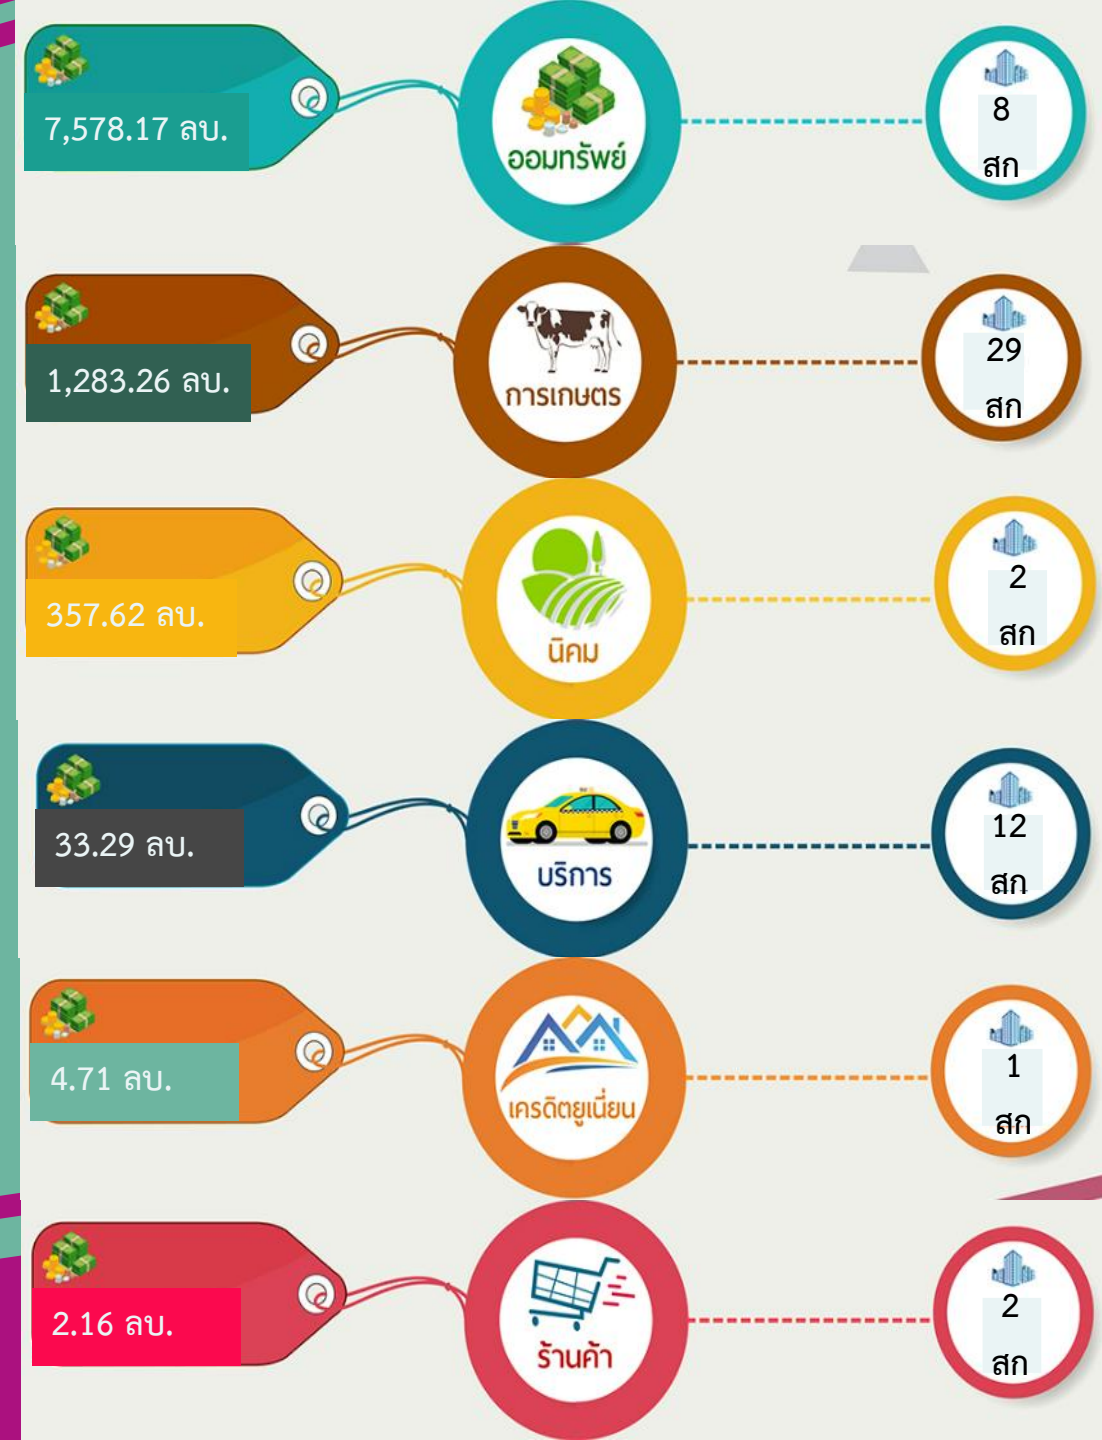 7,578.17 ลบ.
ออมทรัพย์
8
สก
1,283.26 ลบ.
การเกษตร
29
สก
357.62 ลบ.
นิคม
2
สก
33.29 ลบ.
บริการ
12
สก
4.71 ลบ.
เครดิตยูเนี่ยน
1
สก
2.16 ลบ.
ร้านค้า
2
สก